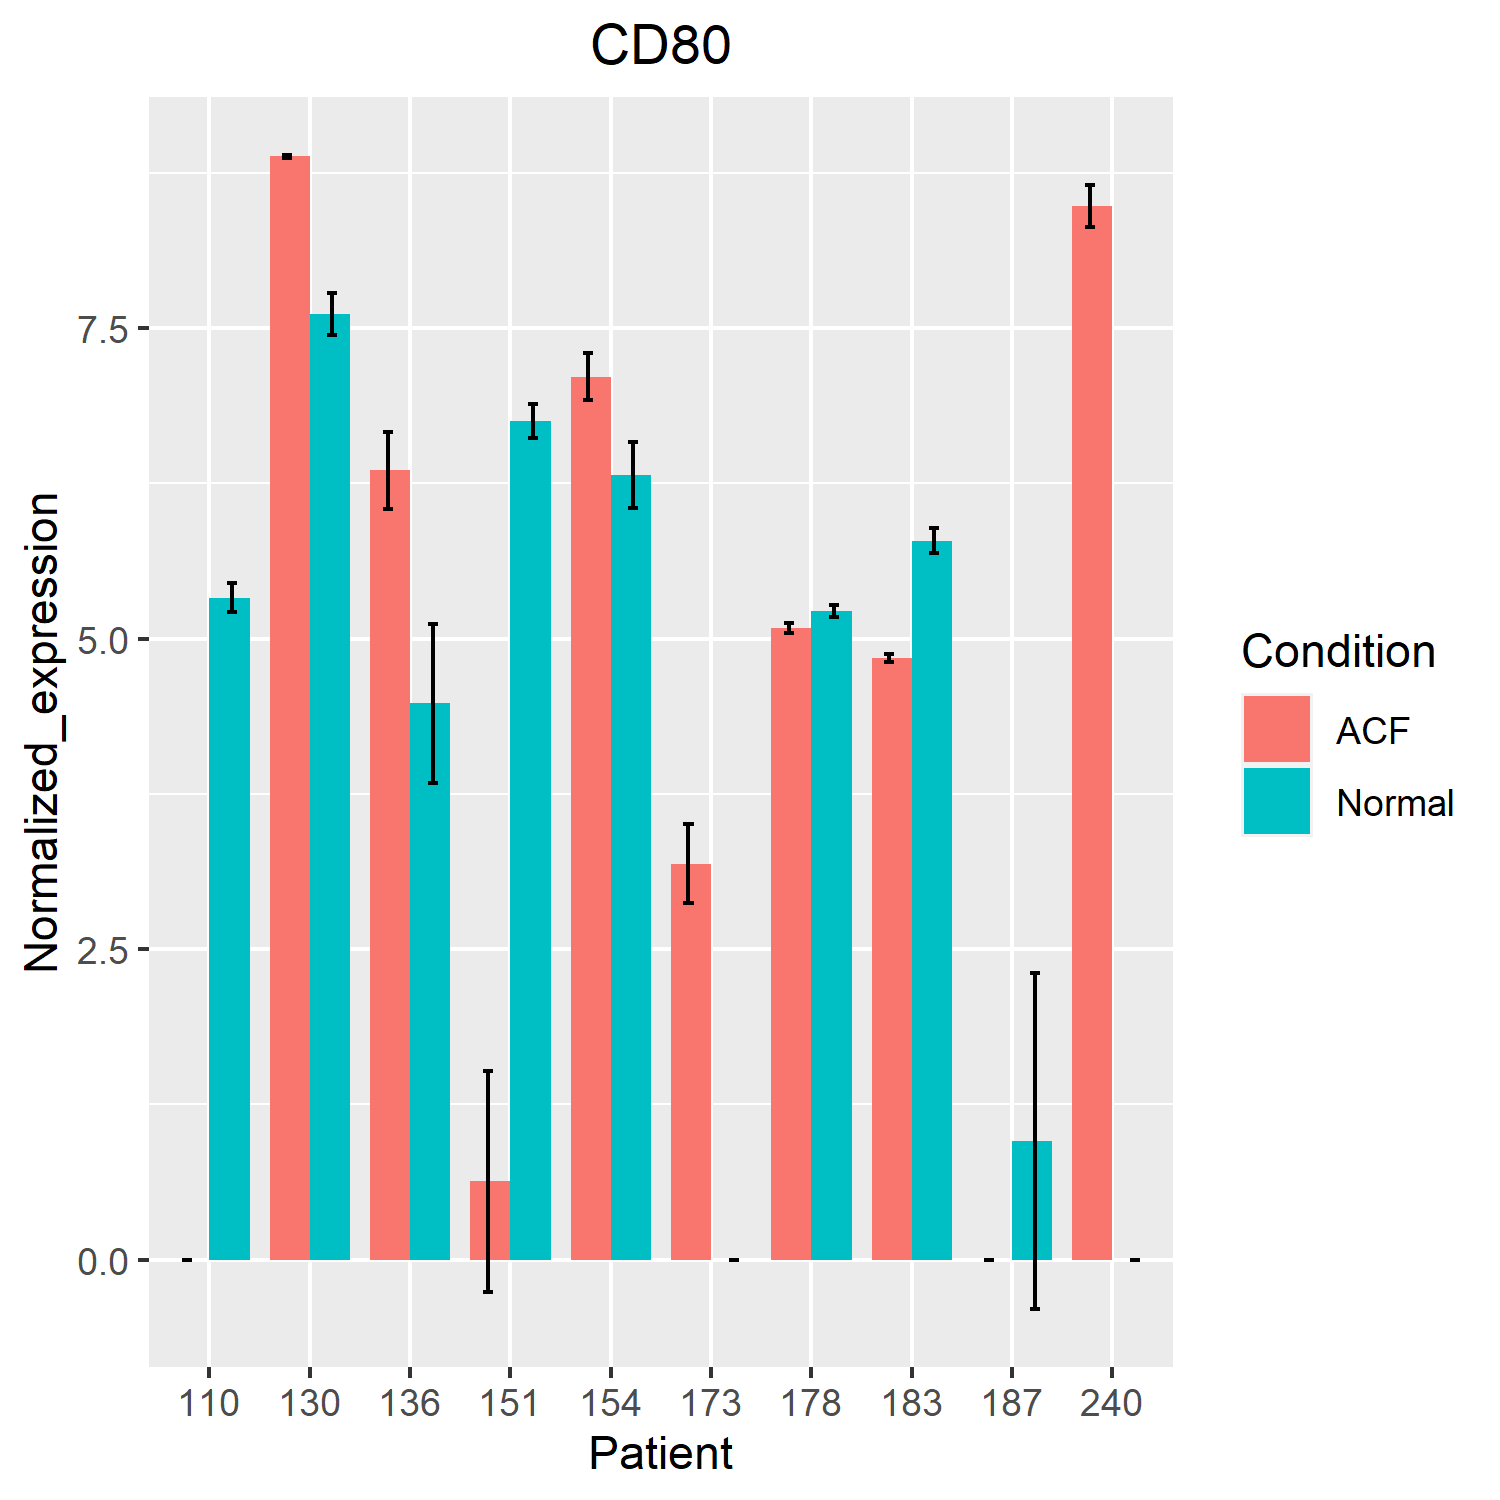 CD80
Normalized_expression
7.5
5.0
2.5
0.0
110 130 136 151 154 173 178 183 187 240
Patient
Condition
ACF
Normal